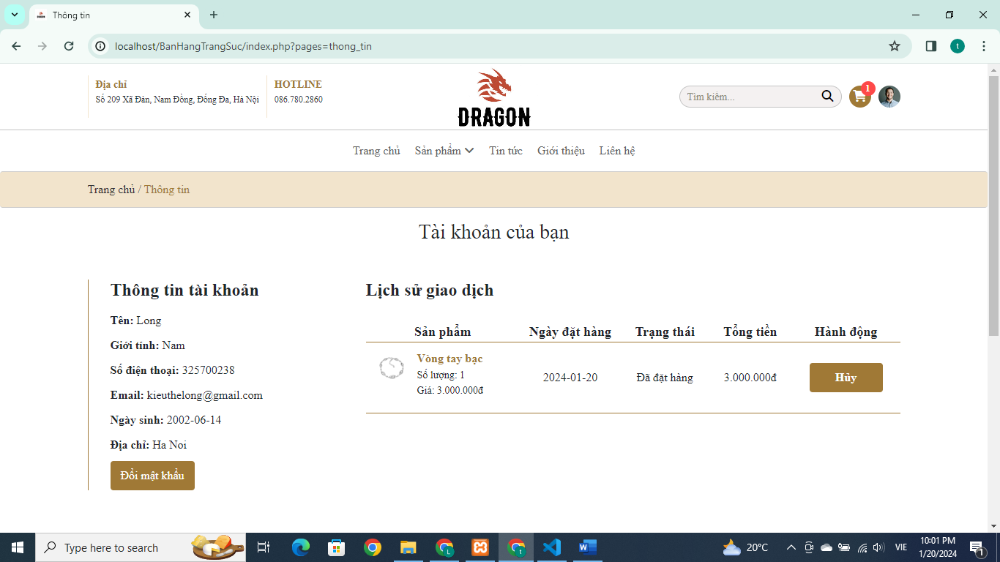 Thông tin
localhost/BanHangTrangSuc/index.php?pages=thong_tin
t
Địa chỉ
Số 209 Xã Đàn, Nam Đồng, Đống Đa, Hà Nội
HOTLINE
086.780.2860
DRAGON
Tìm kiếm...
1
Trang chủ Sản phẩm Tin tức Giới thiệu Liên hệ
Trang chủ / Thông tin
Tài khoản của bạn
Thông tin tài khoản
Tên: Long
Giới tính: Nam
Số điện thoại: 325700238
Email: kieuthelong@gmail.com
Ngày sinh: 2002-06-14
Địa chỉ: Ha Noi
Đổi mật khẩu
Lịch sử giao dịch
Sản phẩm Ngày đặt hàng Trạng thái Tổng tiền Hành động
Vòng tay bạc
Số lượng: 1
Giá: 3.000.000đ
2024-01-20 Đã đặt hàng 3.000.000đ Hủy
Type here to search
L
t
20°C
VIE
10:01 PM
1/20/2024
1